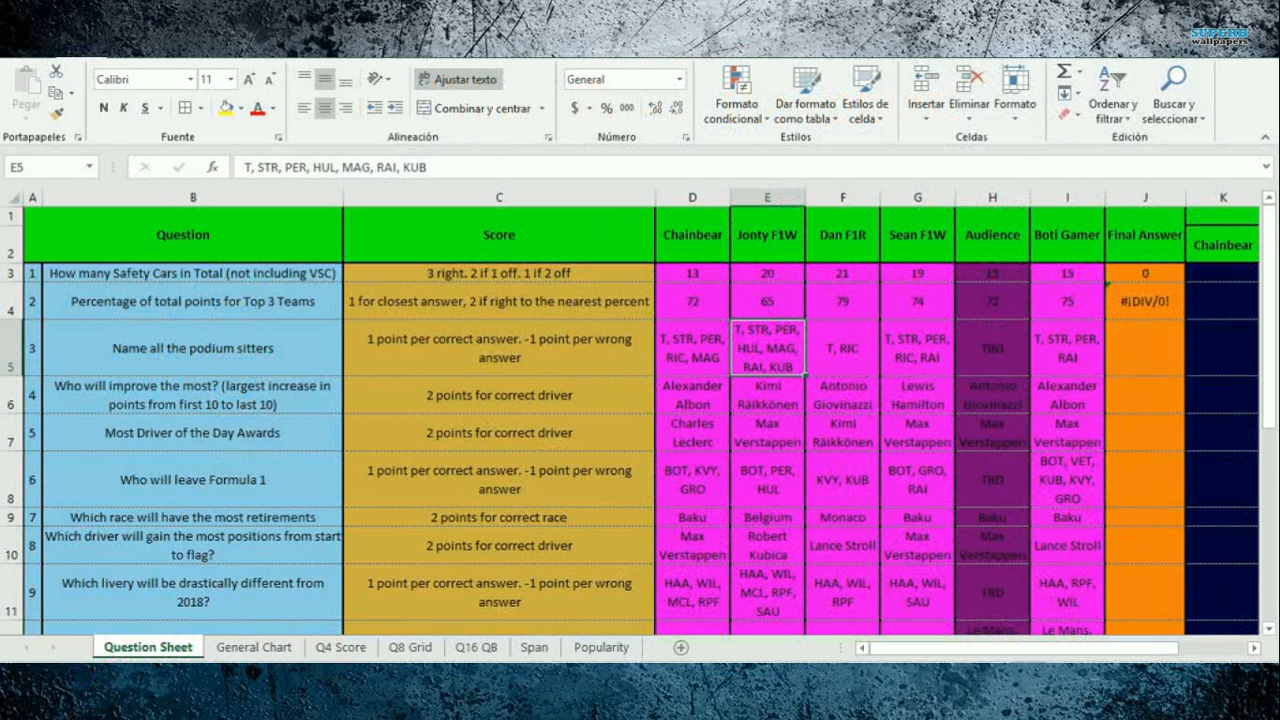 SUPERB
wallpapers
Calibri 11
Ajustar texto
General
Pegar
N K S
Combinar y centrar
$ % 000
Formato condicional
Dar formato como tabla
Estilos de celda
Insertar
Eliminar
Formato
Ordenar y filtrar
Buscar y seleccionar
Portapapeles
Fuente
Alineación
Número
Estilos
Celdas
Edición
E5
fx
T, STR, PER, HUL, MAG, RAI, KUB
A B C D E F G H I J K
1
2
Question
Score
Chainbear
Jonty F1W
Dan F1R
Sean F1W
Audience
Boti Gamer
Final Answer
Chainbear
3 1 How many Safety Cars in Total (not including VSC) 3 right. 2 if 1 off. 1 if 2 off 13 20 21 19 15 15 0
4 2 Percentage of total points for Top 3 Teams 1 for closest answer, 2 if right to the nearest percent 72 65 79 74 72 75 #¡DIV/0!
5 3 Name all the podium sitters
1 point per correct answer. -1 point per wrong
answer
T, STR, PER,
RIC, MAG
T, STR, PER,
HUL, MAG,
RAI, KUB
T, RIC
T, STR, PER,
RIC, RAI
TBD
T, STR, PER,
RAI
6 4
Who will improve the most? (largest increase in
points from first 10 to last 10)
2 points for correct driver
Alexander
Albon
Kimi
Räikkönen
Antonio
Giovinazzi
Lewis
Hamilton
Antonio
Giovinazzi
Alexander
Albon
7 5 Most Driver of the Day Awards
2 points for correct driver
Charles
Leclerc
Max
Verstappen
Kimi
Räikkönen
Max
Verstappen
Max
Verstappen
Max
Verstappen
8 6 Who will leave Formula 1
1 point per correct answer. -1 point per wrong
answer
BOT, KVY,
GRO
BOT, PER,
HUL
KVY, KUB
BOT, GRO,
RAI
TBD
BOT, VET,
KUB, KVY,
GRO
9 7 Which race will have the most retirements 2 points for correct race Baku Belgium Monaco Baku Baku Baku
10 8
Which driver will gain the most positions from start
to flag?
2 points for correct driver
Max
Verstappen
Robert
Kubica
Lance Stroll
Max
Verstappen
Max
Verstappen
Lance Stroll
11 9
Which livery will be drastically different from
2018?
1 point per correct answer. -1 point per wrong
answer
HAA, WIL,
MCL, RPF
HAA, WIL,
MCL, RPF,
SAU
HAA, WIL,
RPF
HAA, WIL,
SAU
TBD
HAA, RPF,
WIL
Le Mans,
Le Mans,
Question Sheet
General Chart
Q4 Score
Q8 Grid
Q16 QB
Span
Popularity